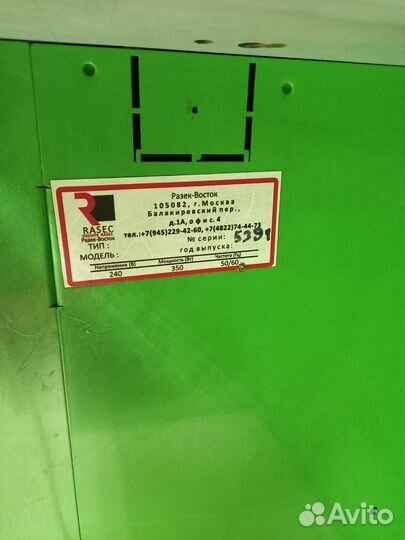 Разек-Восток
105082, г.Москва
Балакиревский пер.,
д.1А, офис. 4
тел.:+7(945)229-42-60, +7(4822)74-44-73
R
RASEC
Разек-Восток
ТИП :
№ серии: 5391
МОДЕЛЬ :
год выпуска:
Напряжение (В) Мощность (Вт) Частота (Гц)
240 350 50/60
Avito